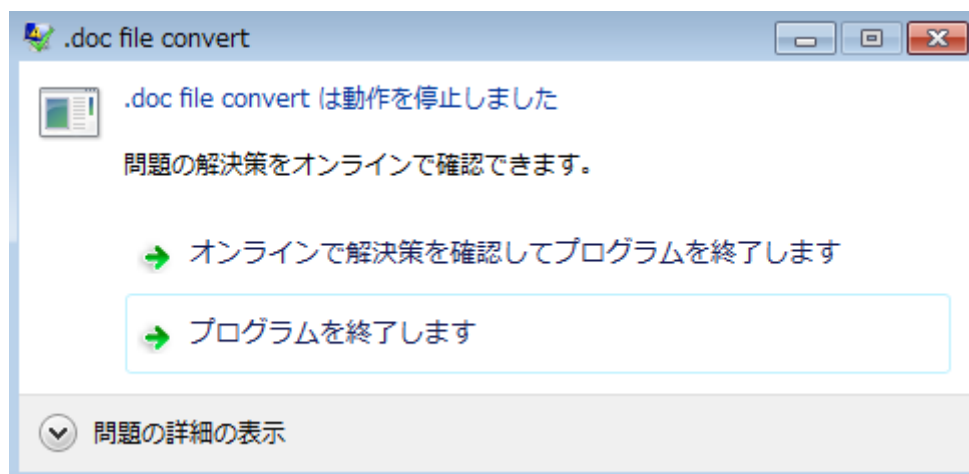 .doc file convert
.doc file convert は動作を停止しました
問題の解決策をオンラインで確認できます。
オンラインで解決策を確認してプログラムを終了します
プログラムを終了します
問題の詳細の表示